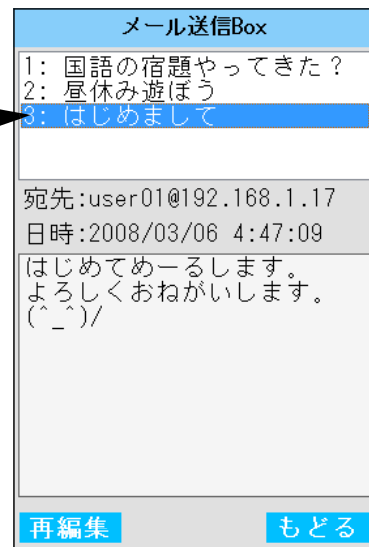 メール送信Box
1: 国語の宿題やってきた？
2: 昼休み遊ぼう
3: はじめまして
宛先:user01@192.168.1.17
日時:2008/03/06 4:47:09
はじめてめーるします。
よろしくおねがいします。
(^_^)/
再編集
もどる